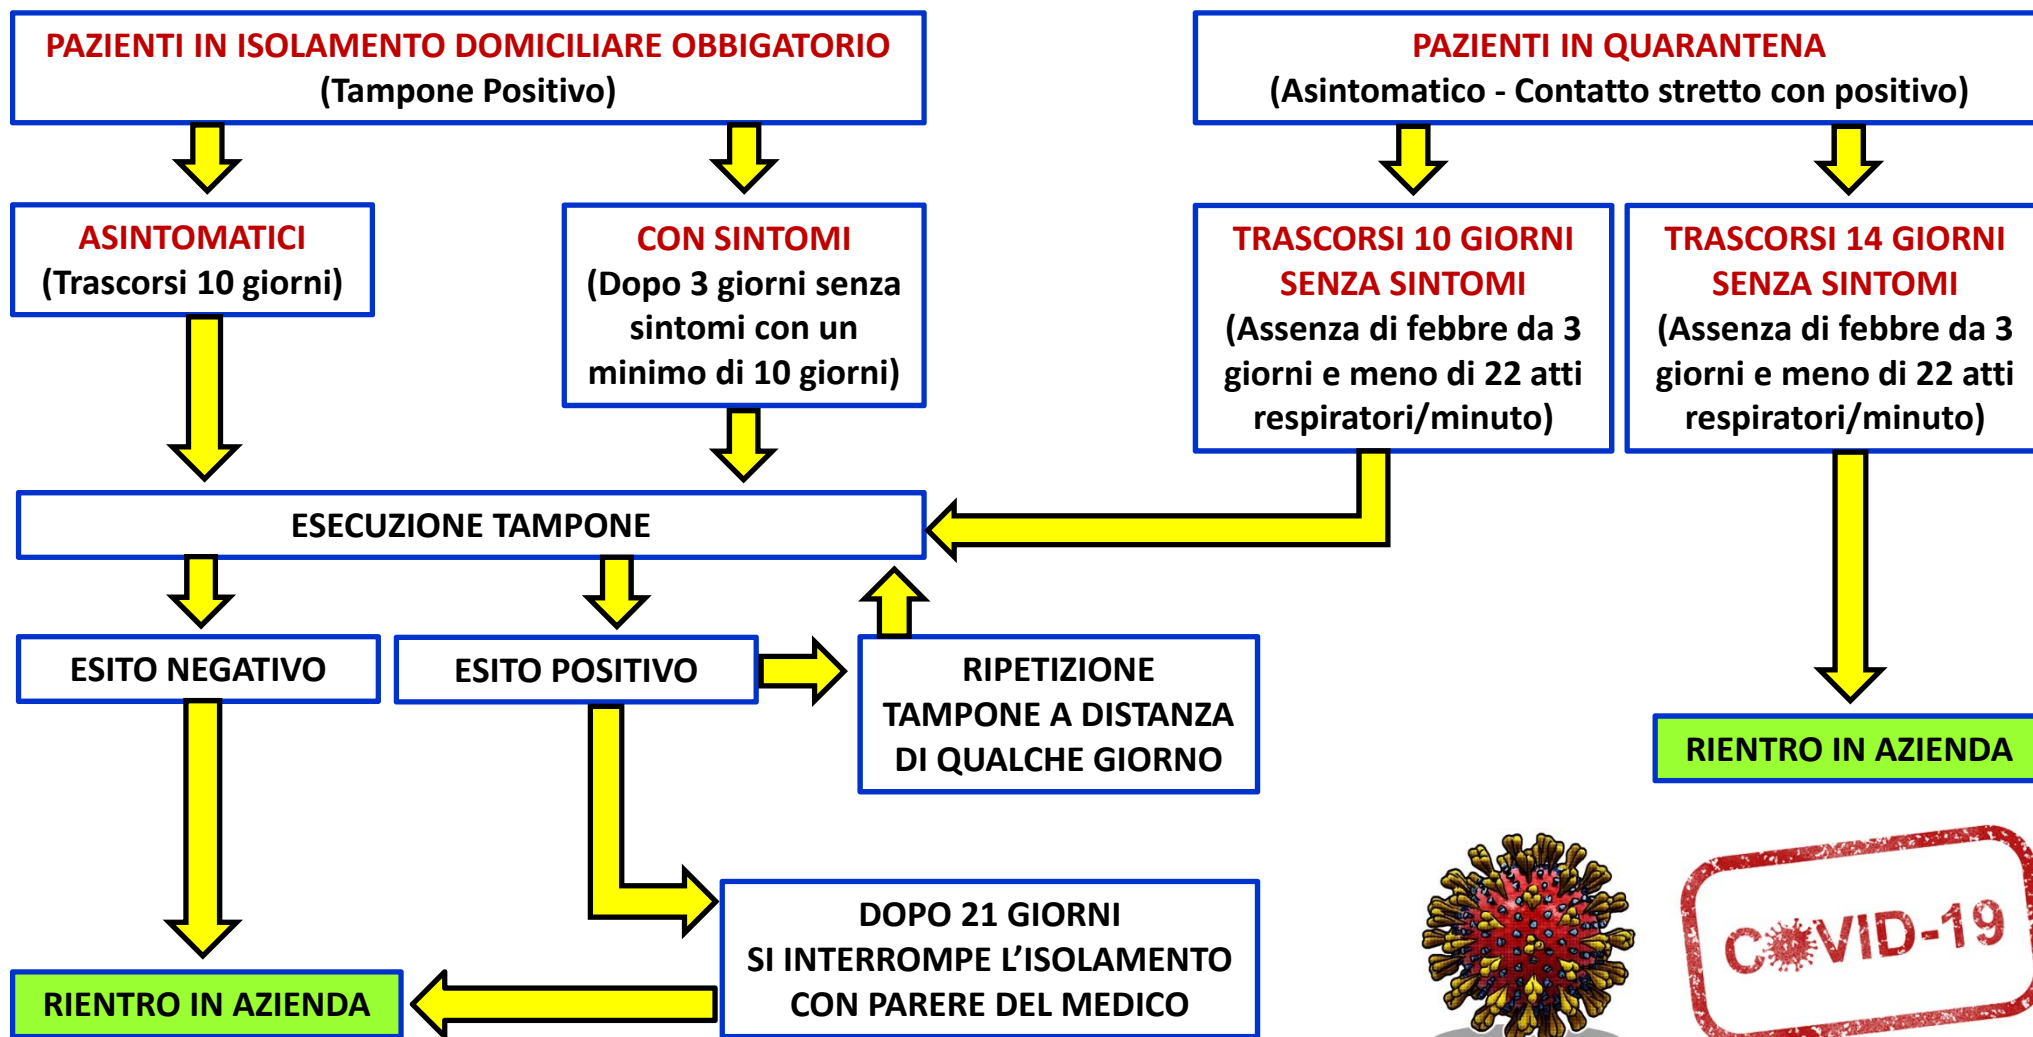 PAZIENTI IN ISOLAMENTO DOMICILIARE OBBIGATORIO
(Tampone Positivo)
PAZIENTI IN QUARANTENA
(Asintomatico - Contatto stretto con positivo)
ASINTOMATICI
(Trascorsi 10 giorni)
CON SINTOMI
(Dopo 3 giorni senza
sintomi con un
minimo di 10 giorni)
TRASCORSI 10 GIORNI
SENZA SINTOMI
(Assenza di febbre da 3
giorni e meno di 22 atti
respiratori/minuto)
TRASCORSI 14 GIORNI
SENZA SINTOMI
(Assenza di febbre da 3
giorni e meno di 22 atti
respiratori/minuto)
ESECUZIONE TAMPONE
ESITO NEGATIVO
ESITO POSITIVO
RIPETIZIONE
TAMPONE A DISTANZA
DI QUALCHE GIORNO
RIENTRO IN AZIENDA
DOPO 21 GIORNI
SI INTERROMPE L’ISOLAMENTO
CON PARERE DEL MEDICO
RIENTRO IN AZIENDA
COVID-19